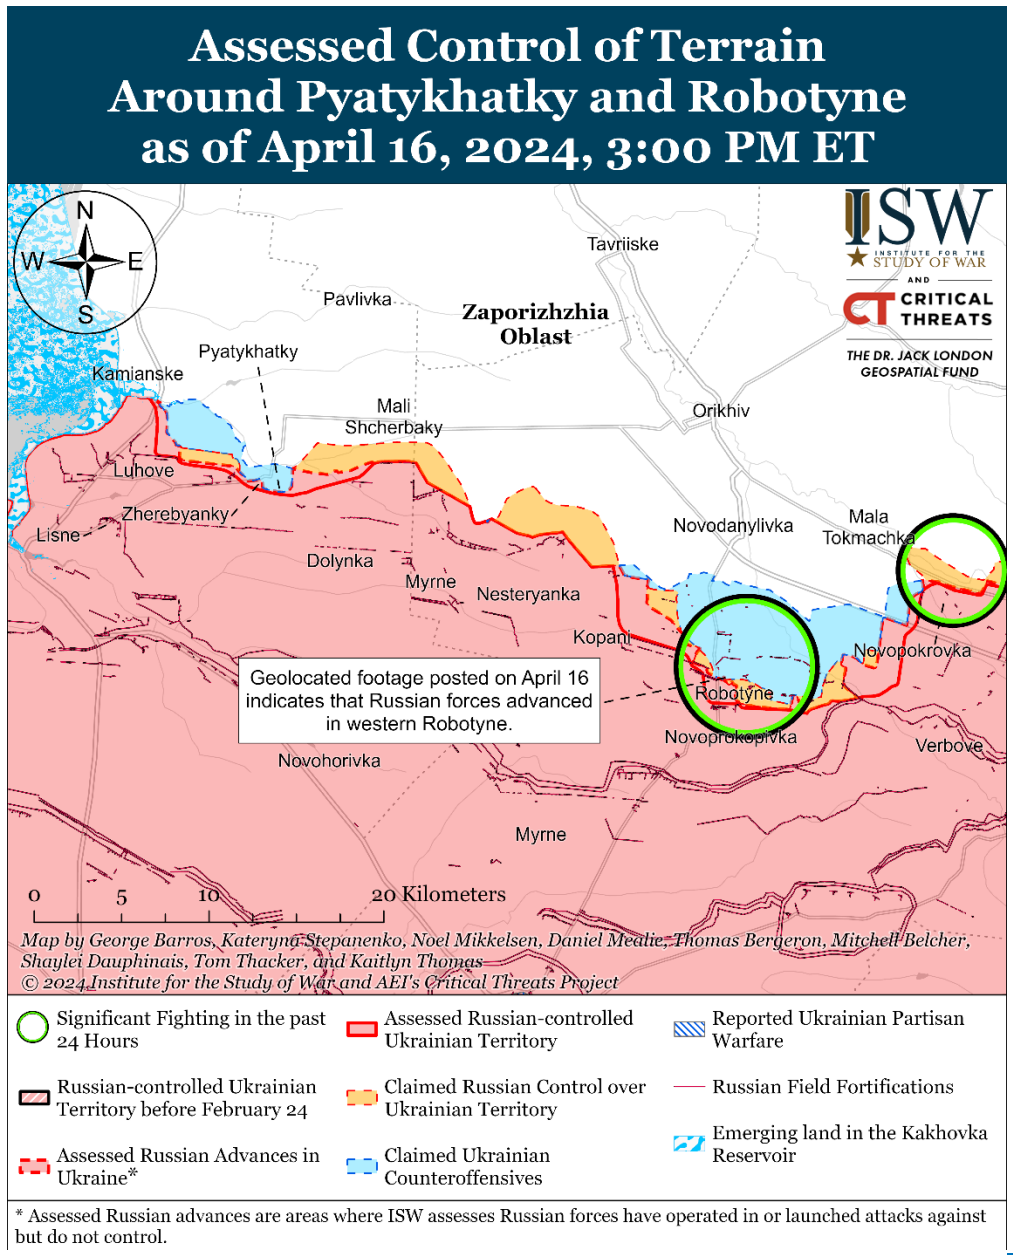 Assessed Control of Terrain
Around Pyatykhatky and Robotyne
as of April 16, 2024, 3:00 PM ET
N
W
E
S
ISW
INSTITUTE FOR THE
STUDY OF WAR
AND
CT CRITICAL
THREATS
THE DR. JACK LONDON
GEOSPATIAL FUND
Tavriiske
Pavlivka
Zaporizhzhia
Oblast
Pyatykhatky
Kamianske
Mali
Shcherbaky
Orikhiv
Luhove
Zherebyanky
Lisne
Novodanylivka
Mala
Tokmachka
Dolynka
Myrne
Nesteryanka
Kopani
Novopokrovka
Geolocated footage posted on April 16
indicates that Russian forces advanced
in western Robotyne.
Robotyne
Novoprokopivka
Verbove
Novohorivka
Myrne
0 5 10 20 Kilometers
Map by George Barros, Kateryna Stepanenko, Noel Mikkelsen, Daniel Mealie, Thomas Bergeron, Mitchell Belcher,
Shaylei Dauphinais, Tom Thacker, and Kaitlyn Thomas
© 2024 Institute for the Study of War and AEI's Critical Threats Project
Significant Fighting in the past
24 Hours
Russian-controlled Ukrainian
Territory before February 24
Assessed Russian Advances in
Ukraine*
Assessed Russian-controlled
Ukrainian Territory
Claimed Russian Control over
Ukrainian Territory
Claimed Ukrainian
Counteroffensives
Reported Ukrainian Partisan
Warfare
Russian Field Fortifications
Emerging land in the Kakhovka
Reservoir
* Assessed Russian advances are areas where ISW assesses Russian forces have operated in or launched attacks against
but do not control.